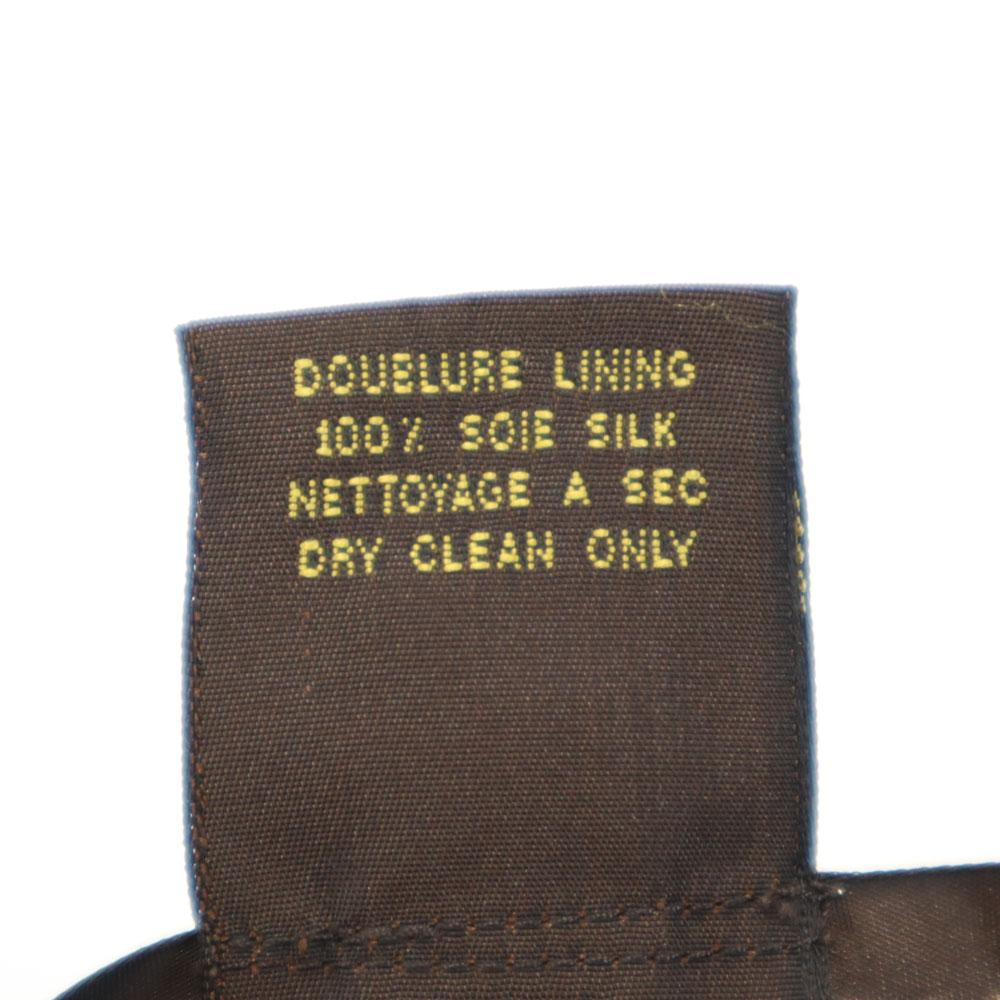 DOUBLURE LINING
100% SOIE SILK
NETTOYAGE A SEC
DRY CLEAN ONLY